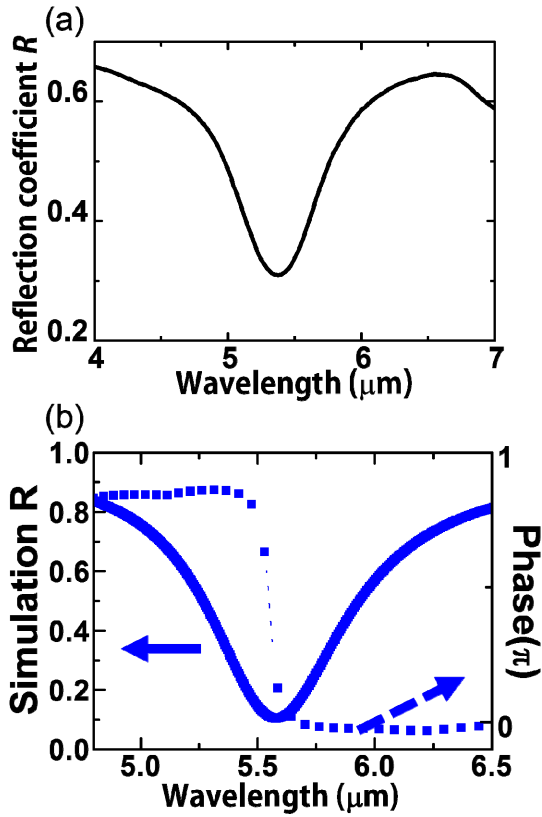 (a)
Reflection coefficient R
0.6
0.4
0.2
4 5 6 7
Wavelength (μm)
(b)
Simulation R
1.0
0.8
0.6
0.4
0.2
0.0
1
0
Phase(π)
5.0 5.5 6.0 6.5
Wavelength (μm)